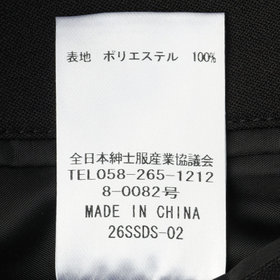 表地 ポリエステル 100%
全日本紳士服産業協議会
TEL058-265-1212
8-0082号
MADE IN CHINA
26SSDS-02